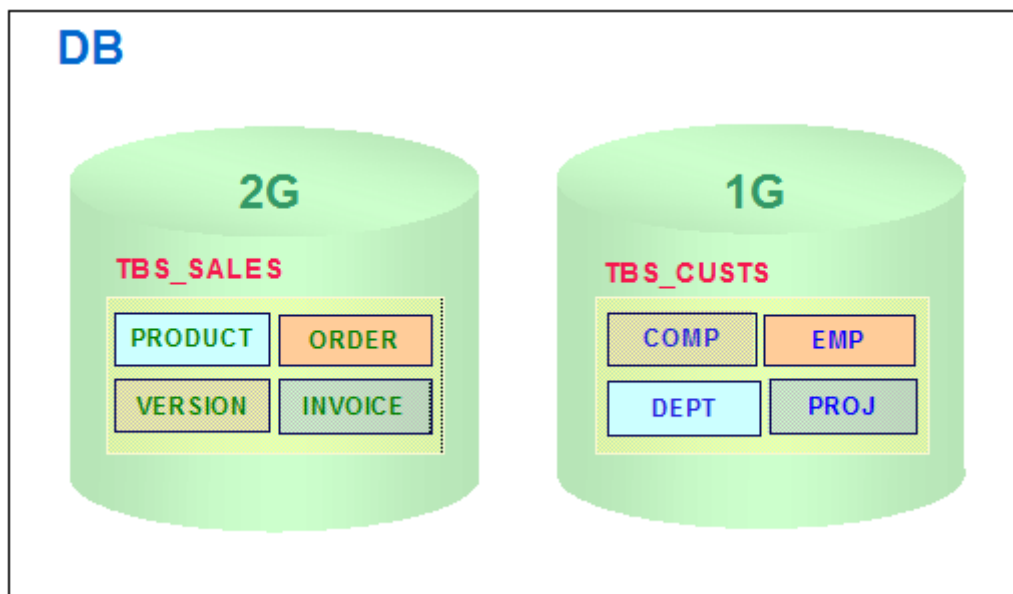 DB
2G
TBS_SALES
PRODUCT
ORDER
VERSION
INVOICE
1G
TBS_CUSTS
COMP
EMP
DEPT
PROJ